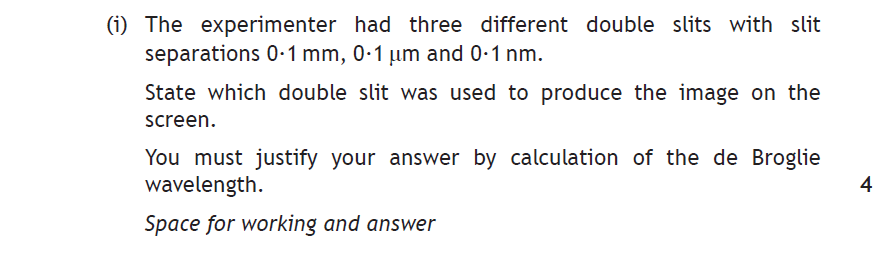 (i) The experimenter had three different double slits with slit
separations 0·1 mm, 0·1 μm and 0·1 nm.
State which double slit was used to produce the image on the
screen.
You must justify your answer by calculation of the de Broglie
wavelength.
4
Space for working and answer